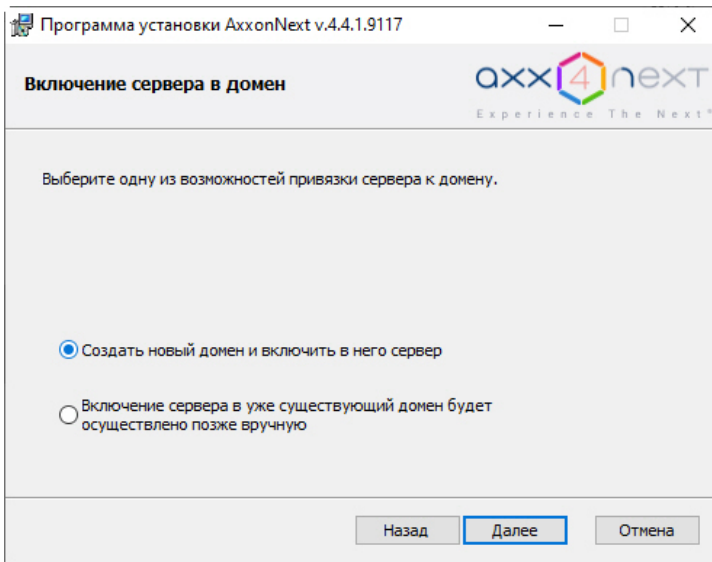 Программа установки AxxonNext v.4.4.1.9117
Включение сервера в домен
axx4next
Experience The Next
Выберите одну из возможностей привязки сервера к домену.
Создать новый домен и включить в него сервер
Включение сервера в уже существующий домен будет
осуществлено позже вручную
Назад
Далее
Отмена